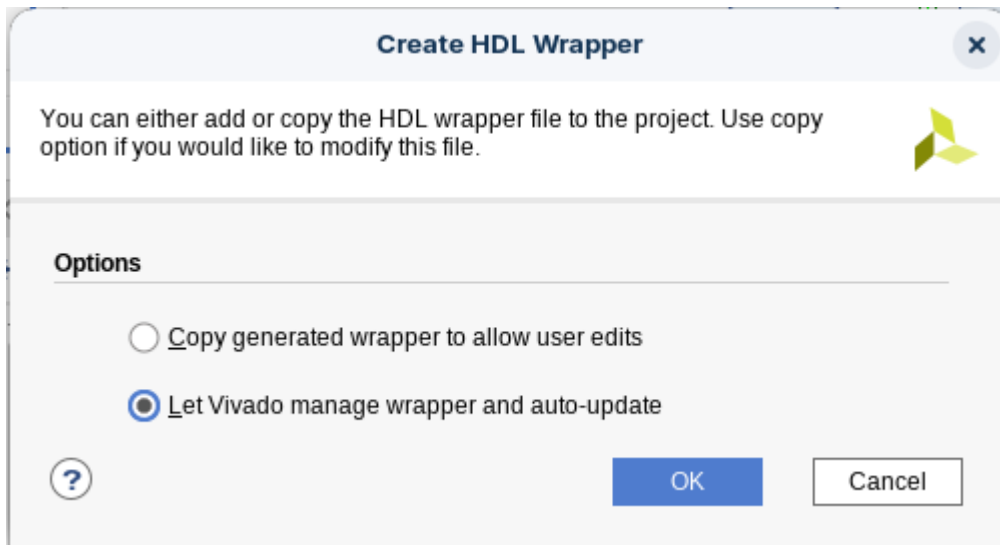 Create HDL Wrapper
You can either add or copy the HDL wrapper file to the project. Use copy
option if you would like to modify this file.
Options
Copy generated wrapper to allow user edits
Let Vivado manage wrapper and auto-update
?
OK
Cancel